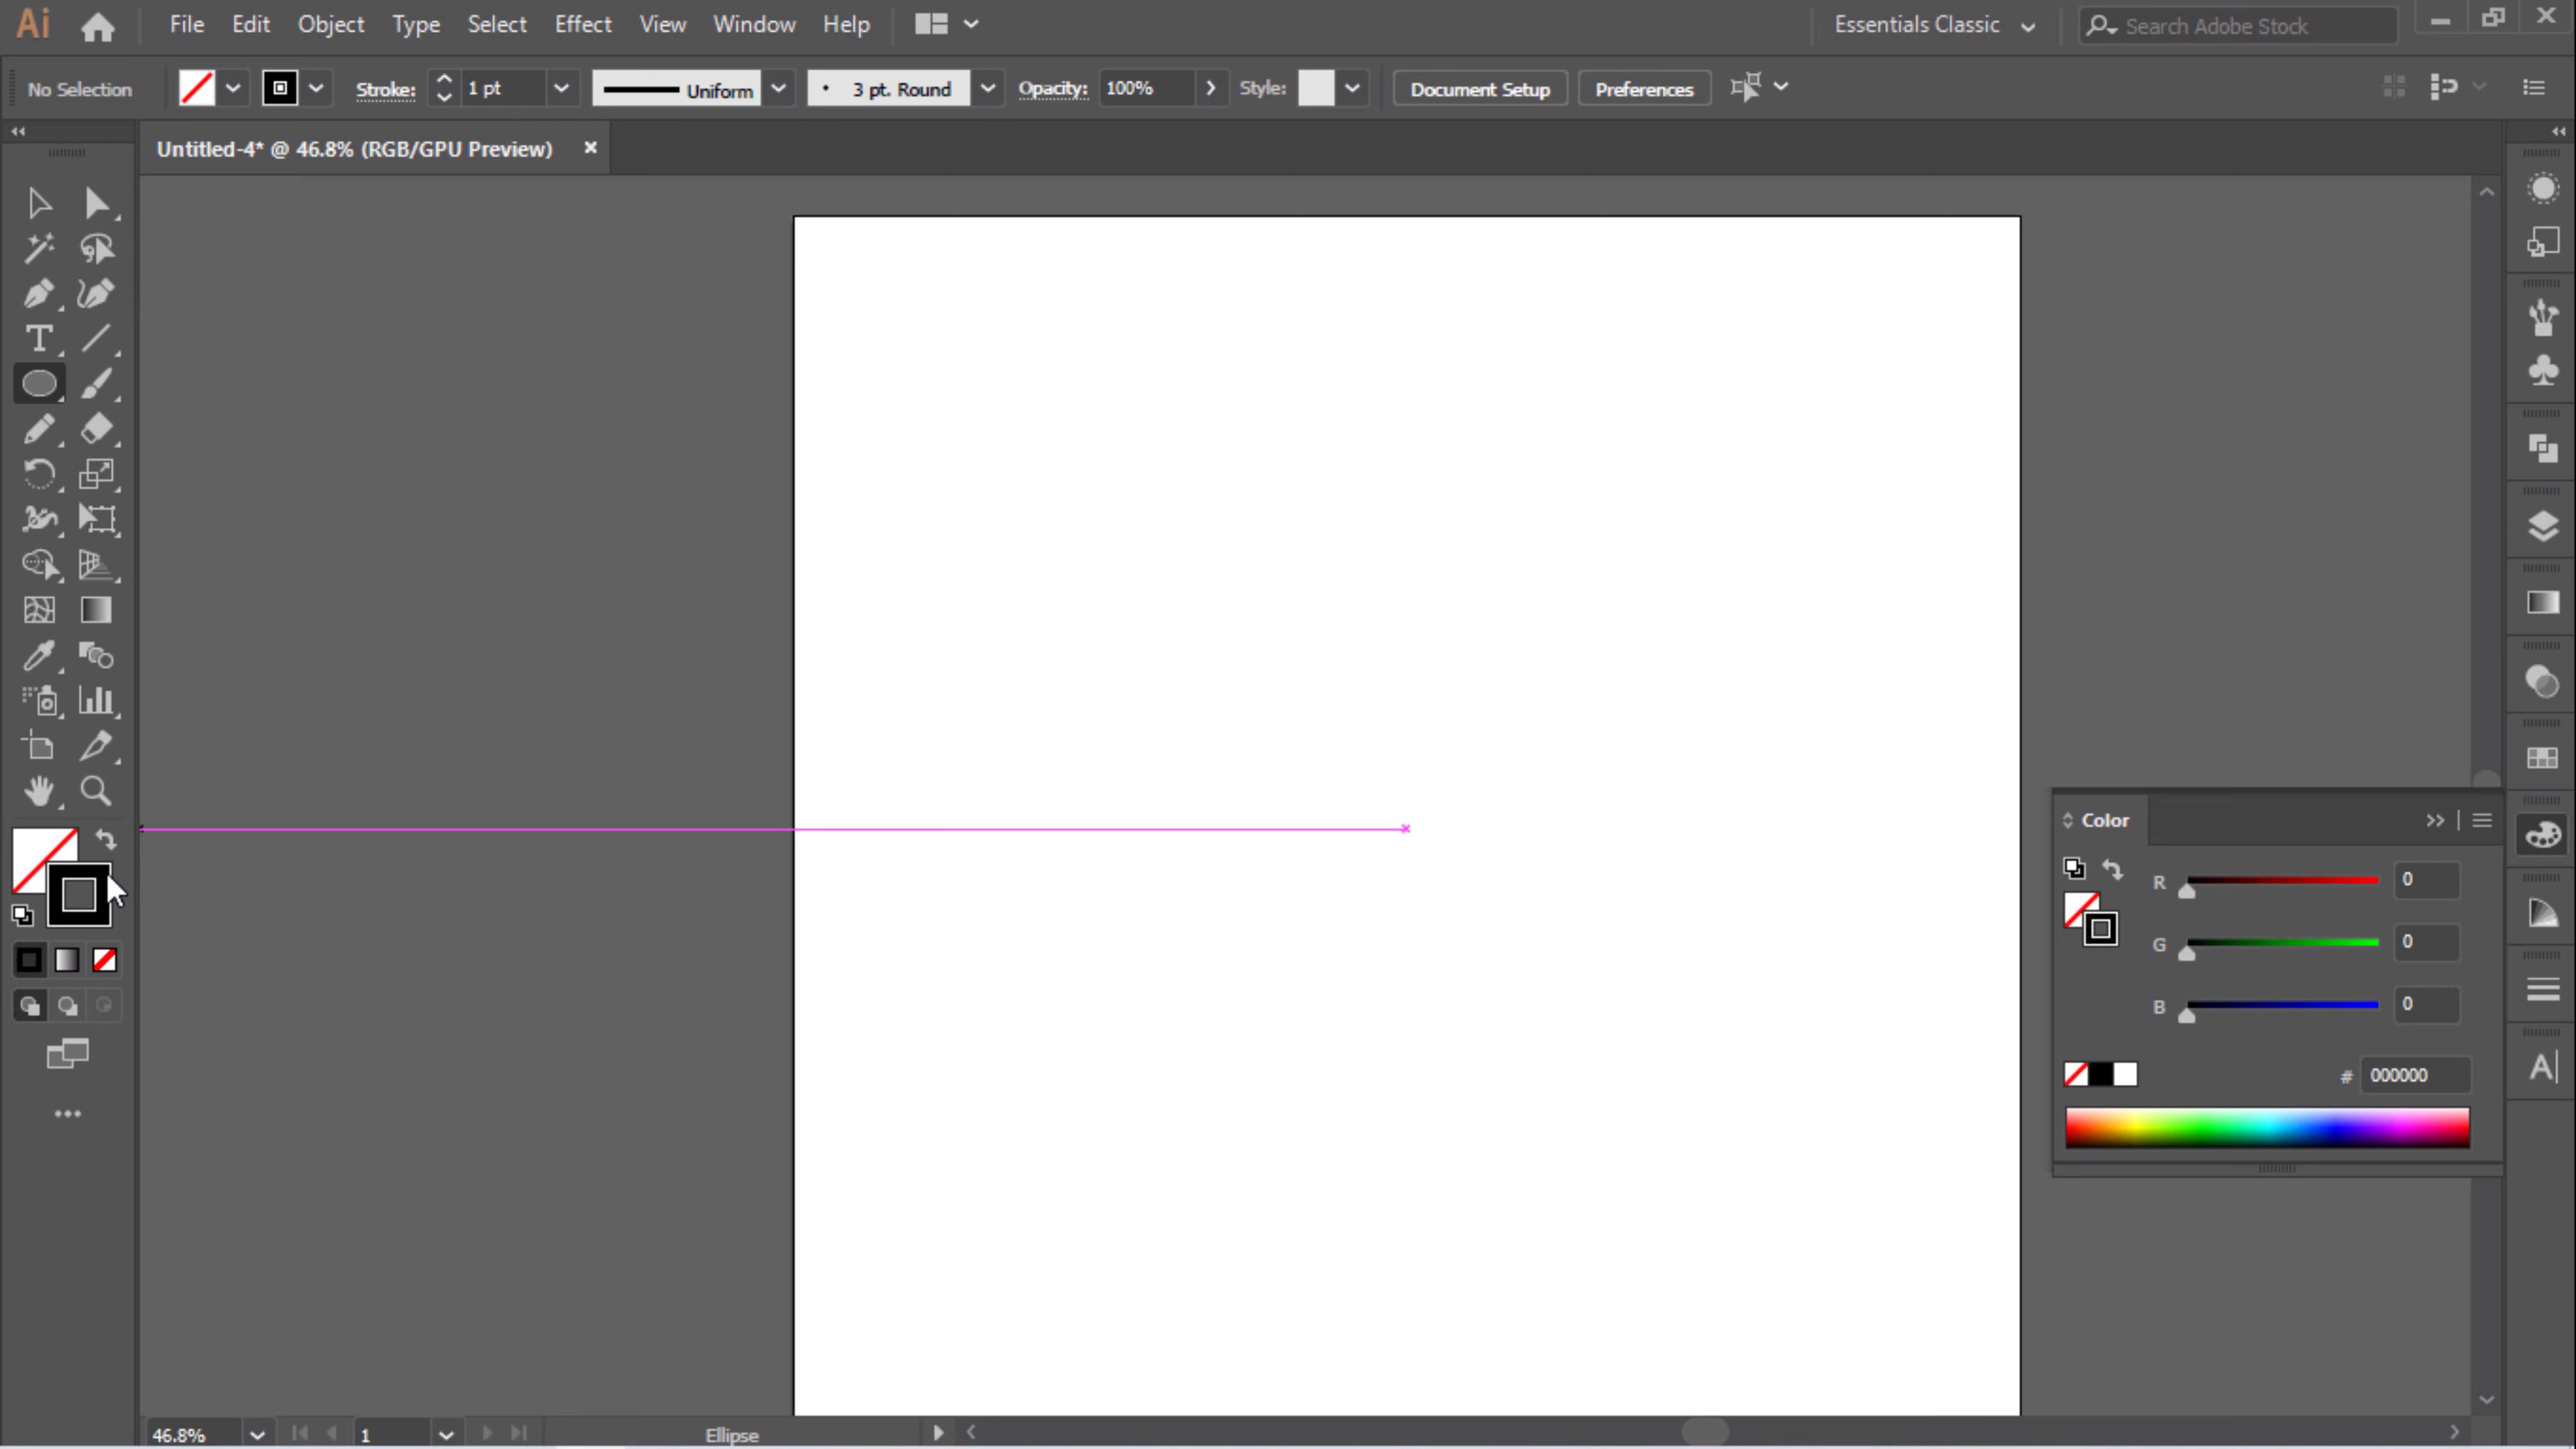 Ai File Edit Object Type Select Effect View Window Help Essentials Classic Search Adobe Stock
No Selection Stroke: 1 pt Uniform 3 pt. Round Opacity: 100% Style: Document Setup Preferences
Untitled-4* @ 46.8% (RGB/GPU Preview)
Color
R 0
G 0
B 0
# 000000
46.8% 1 Ellipse